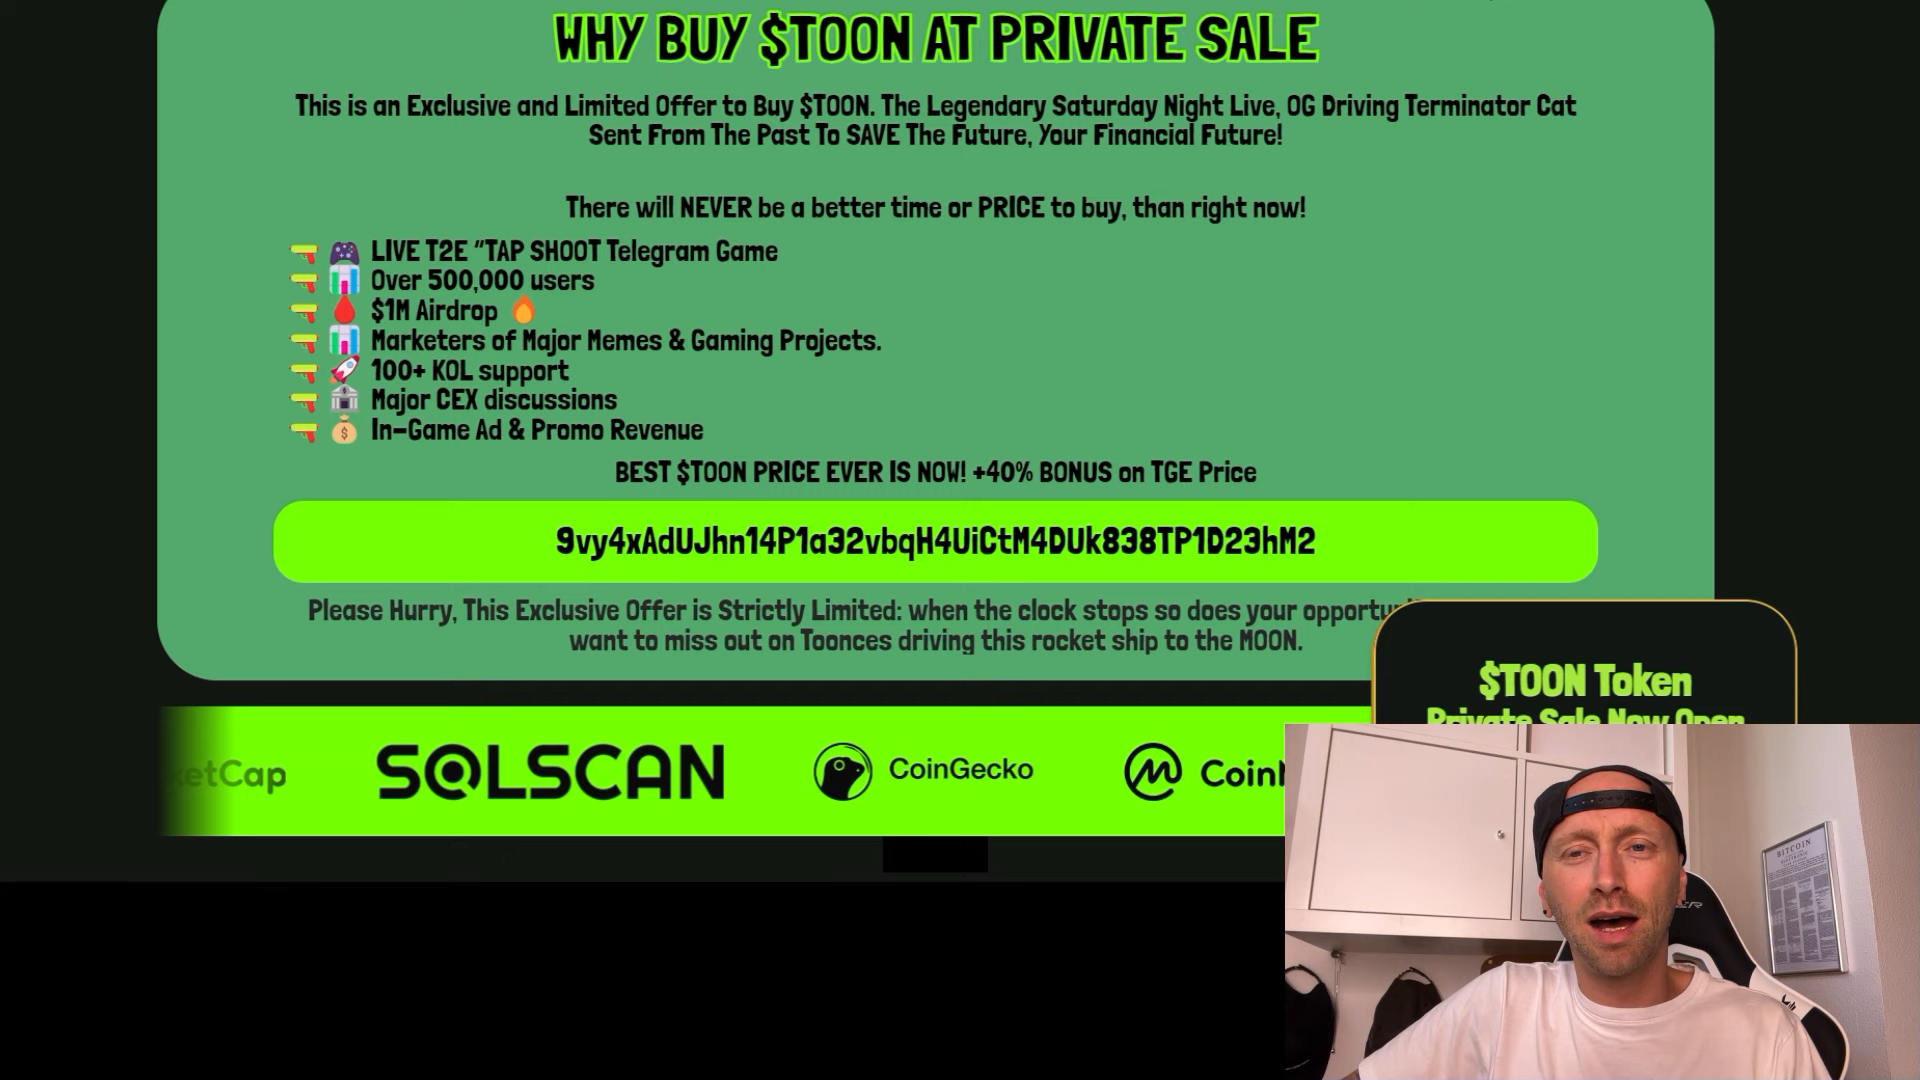 WHY BUY $TOON AT PRIVATE SALE
This is an Exclusive and Limited Offer to Buy $TOON. The Legendary Saturday Night Live, OG Driving Terminator Cat
Sent From The Past To SAVE The Future, Your Financial Future!
There will NEVER be a better time or PRICE to buy, than right now!
LIVE T2E “TAP SHOOT Telegram Game
Over 500,000 users
$1M Airdrop
Marketers of Major Memes & Gaming Projects.
100+ KOL support
Major CEX discussions
In-Game Ad & Promo Revenue
BEST $TOON PRICE EVER IS NOW! +40% BONUS on TGE Price
9vy4xAdUJhn14P1a32vbqH4UiCtM4DUk838TP1D23hM2
Please Hurry, This Exclusive Offer is Strictly Limited: when the clock stops so does your
want to miss out on Toonces driving this rocket ship to the MOON.
$TOON Token
Private Sale Now Open
SOLSCAN
CoinGecko
BITCOIN